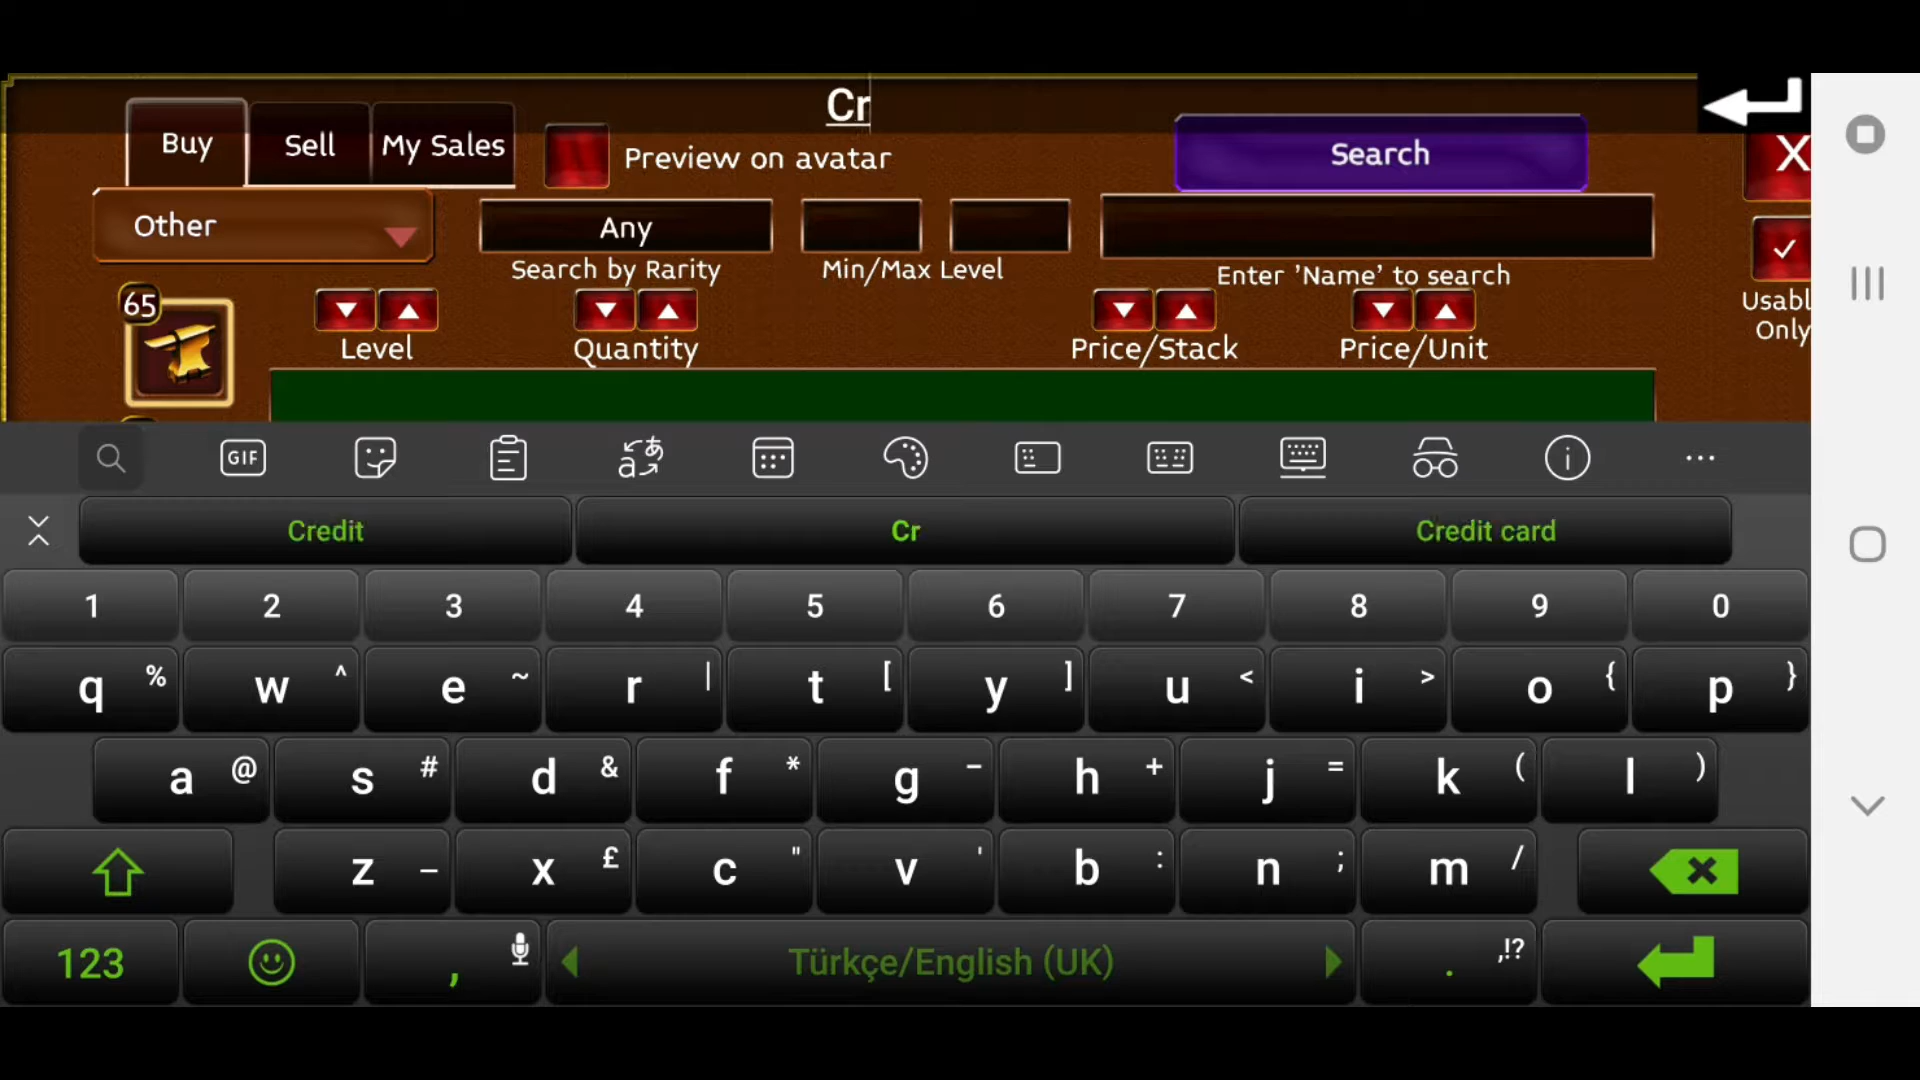 Cr
Buy
Sell
My Sales
Preview on avatar
Search
X
Other
Any
Search by Rarity
Min/Max Level
Enter 'Name' to search
Usabl
Only
65
Level
Quantity
Price/Stack
Price/Unit
GIF
Credit
Cr
Credit card
1 2 3 4 5 6 7 8 9 0
q % w ^ e ~ r | t [ y ] u < i > o { p }
a @ s # d & f * g - h + j = k ( l )
z _ x £ c " v ' b : n ; m /
123 , Türkçe/English (UK) . ,!?